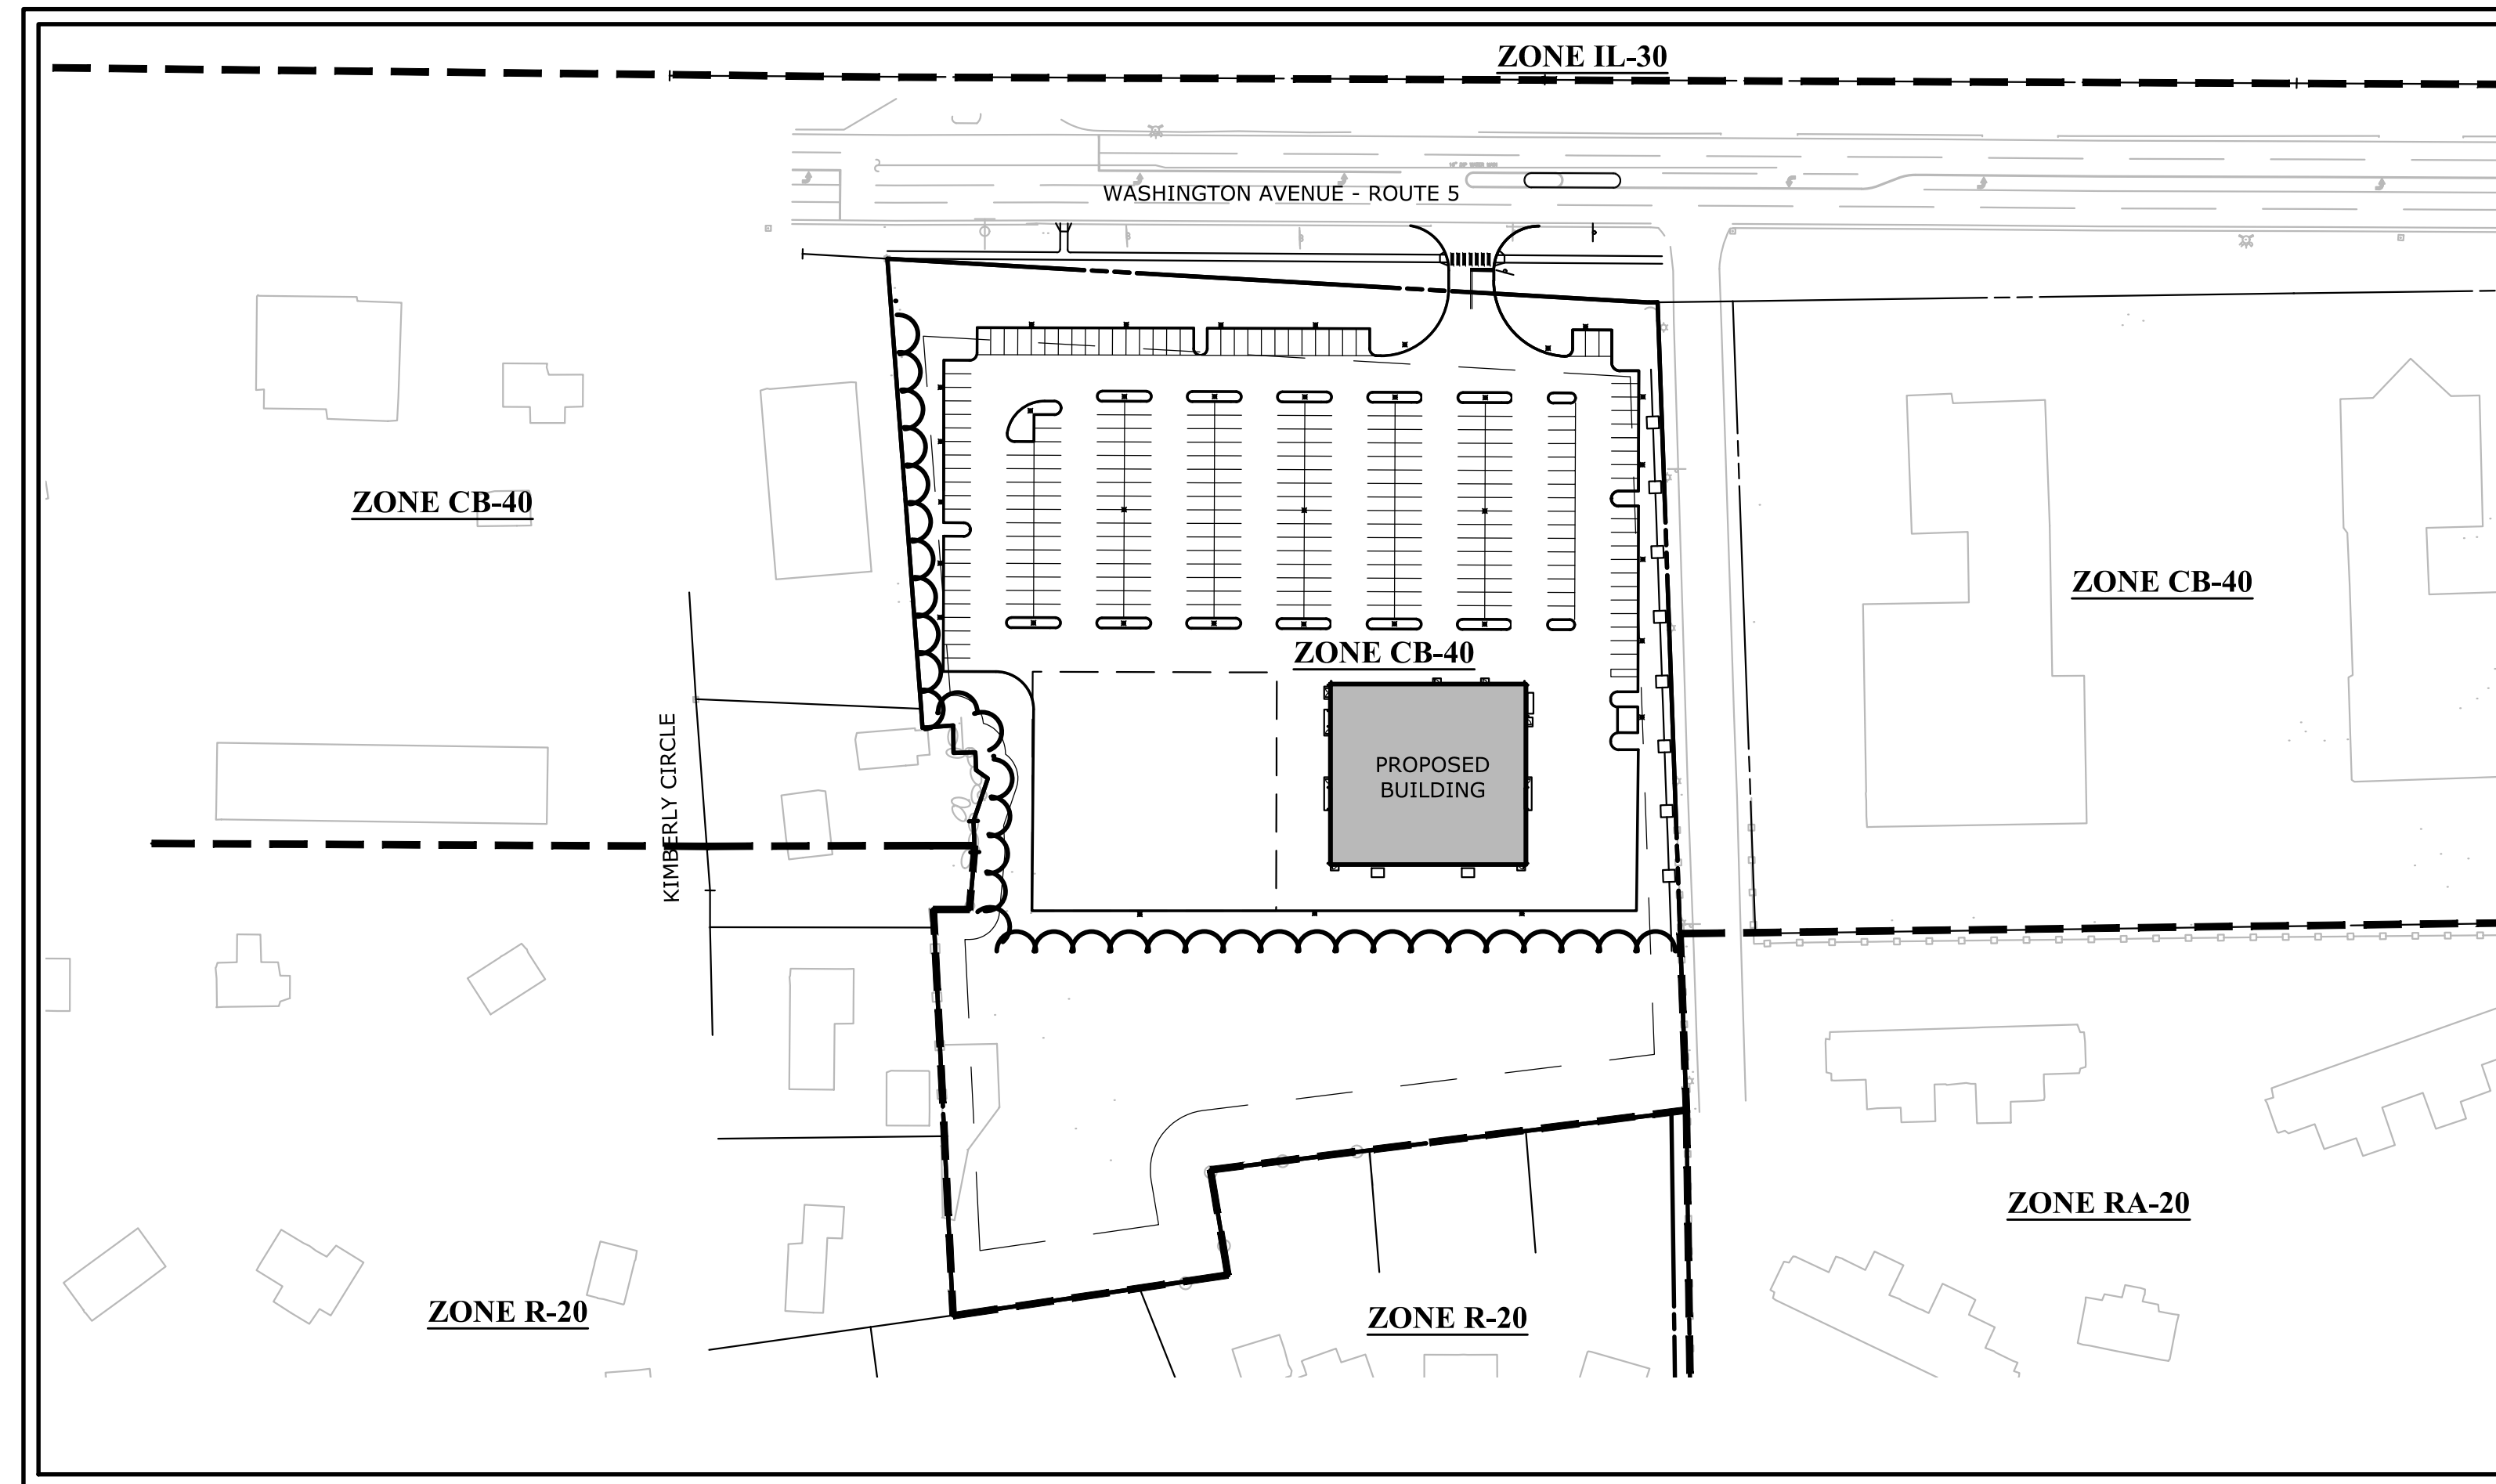 ZONE IL-30
WASHINGTON AVENUE - ROUTE 5
ZONE CB-40
ZONE CB-40
ZONE CB-40
PROPOSED
BUILDING
KIMBERLY CIRCLE
ZONE RA-20
ZONE R-20
ZONE R-20